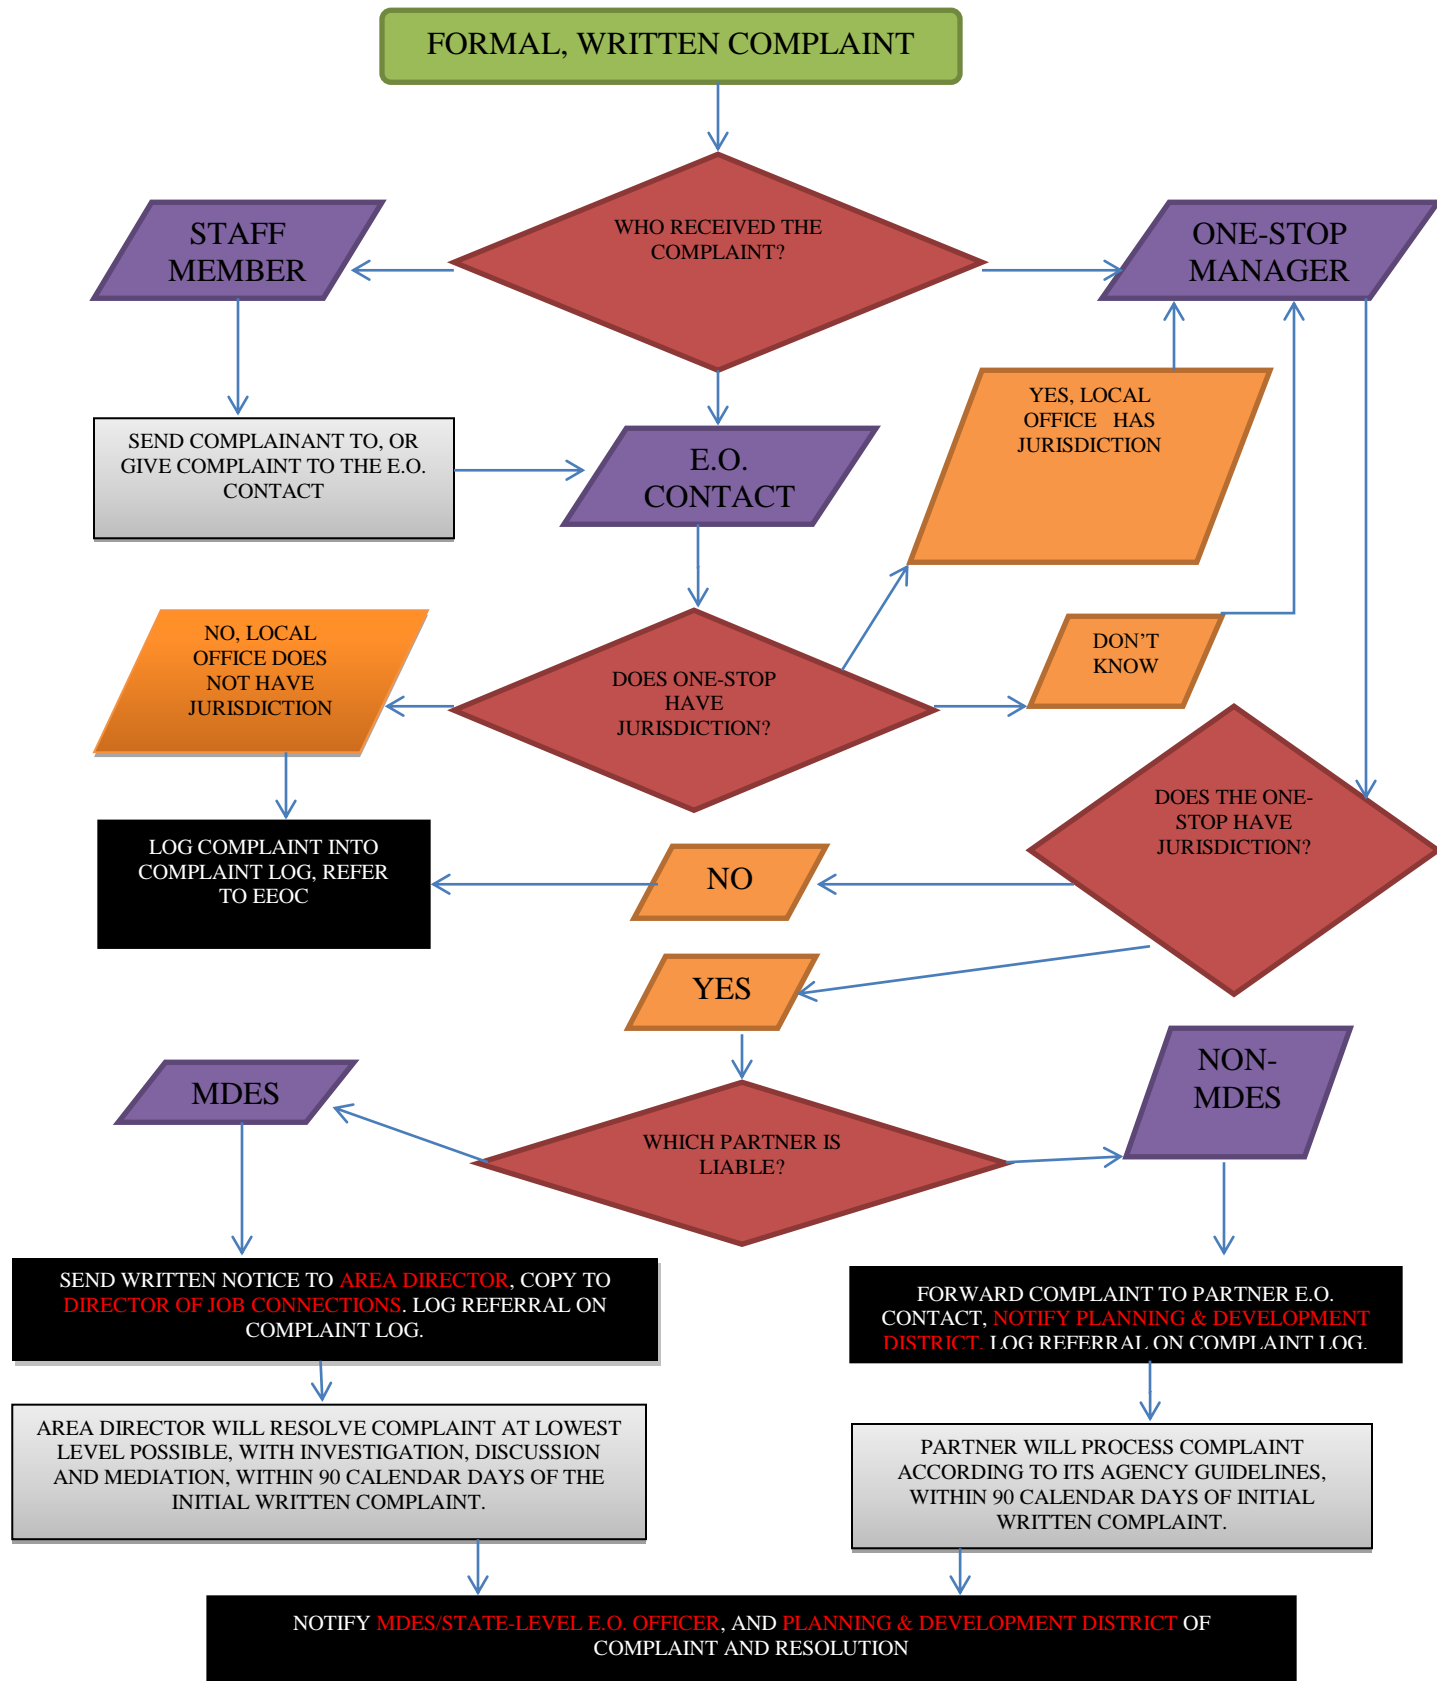 FORMAL, WRITTEN COMPLAINT
WHO RECEIVED THE
COMPLAINT?
STAFF
MEMBER
ONE-STOP
MANAGER
SEND COMPLAINANT TO, OR
GIVE COMPLAINT TO THE E.O.
CONTACT
E.O.
CONTACT
YES, LOCAL
OFFICE HAS
JURISDICTION
NO, LOCAL
OFFICE DOES
NOT HAVE
JURISDICTION
DOES ONE-STOP
HAVE
JURISDICTION?
DON'T
KNOW
DOES THE ONE-
STOP HAVE
JURISDICTION?
LOG COMPLAINT INTO
COMPLAINT LOG, REFER
TO EEOC
NO
YES
MDES
WHICH PARTNER IS
LIABLE?
NON-
MDES
SEND WRITTEN NOTICE TO AREA DIRECTOR, COPY TO
DIRECTOR OF JOB CONNECTIONS. LOG REFERRAL ON
COMPLAINT LOG.
FORWARD COMPLAINT TO PARTNER E.O.
CONTACT, NOTIFY PLANNING & DEVELOPMENT
DISTRICT. LOG REFERRAL ON COMPLAINT LOG.
AREA DIRECTOR WILL RESOLVE COMPLAINT AT LOWEST
LEVEL POSSIBLE, WITH INVESTIGATION, DISCUSSION
AND MEDIATION, WITHIN 90 CALENDAR DAYS OF THE
INITIAL WRITTEN COMPLAINT.
PARTNER WILL PROCESS COMPLAINT
ACCORDING TO ITS AGENCY GUIDELINES,
WITHIN 90 CALENDAR DAYS OF INITIAL
WRITTEN COMPLAINT.
NOTIFY MDES/STATE-LEVEL E.O. OFFICER, AND PLANNING & DEVELOPMENT DISTRICT OF
COMPLAINT AND RESOLUTION